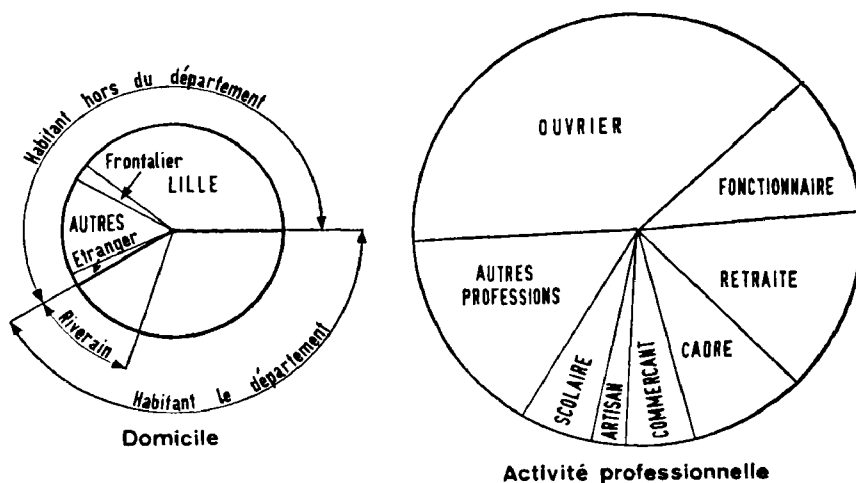 Habitant hors du département
Frontalier
LILLE
AUTRES
Etranger
Riverain
Habitant le département
Domicile
OUVRIER
FONCTIONNAIRE
RETRAITE
CADRE
COMMERCANT
ARTISAN
SCOLAIRE
AUTRES
PROFESSIONS
Activité professionnelle